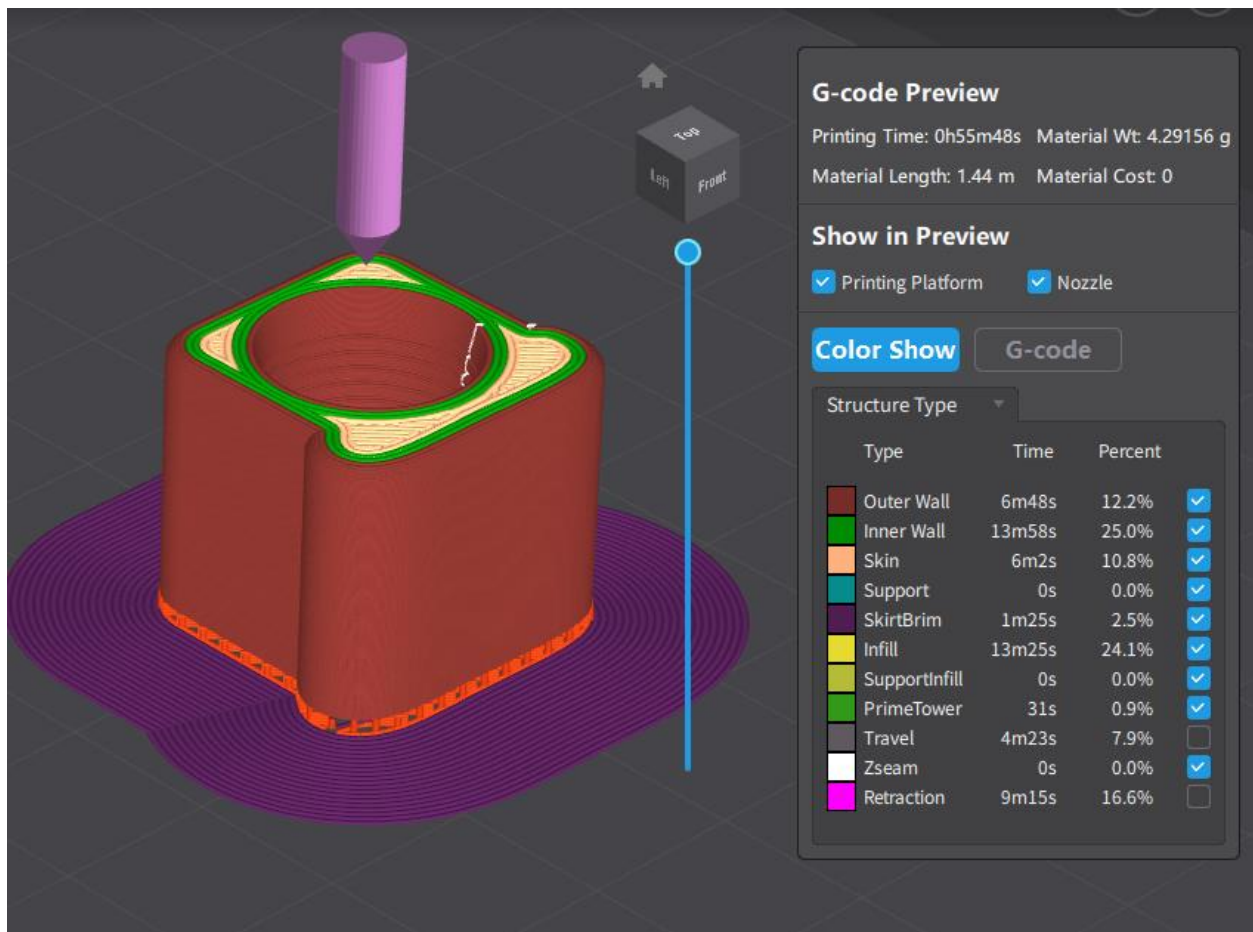 Top
Left
Front
G-code Preview
Printing Time: 0h55m48s Material Wt: 4.29156 g
Material Length: 1.44 m Material Cost: 0
Show in Preview
Printing Platform Nozzle
Color Show G-code
Structure Type
Type Time Percent
Outer Wall 6m48s 12.2%
Inner Wall 13m58s 25.0%
Skin 6m2s 10.8%
Support 0s 0.0%
SkirtBrim 1m25s 2.5%
Infill 13m25s 24.1%
SupportInfill 0s 0.0%
PrimeTower 31s 0.9%
Travel 4m23s 7.9%
Zseam 0s 0.0%
Retraction 9m15s 16.6%